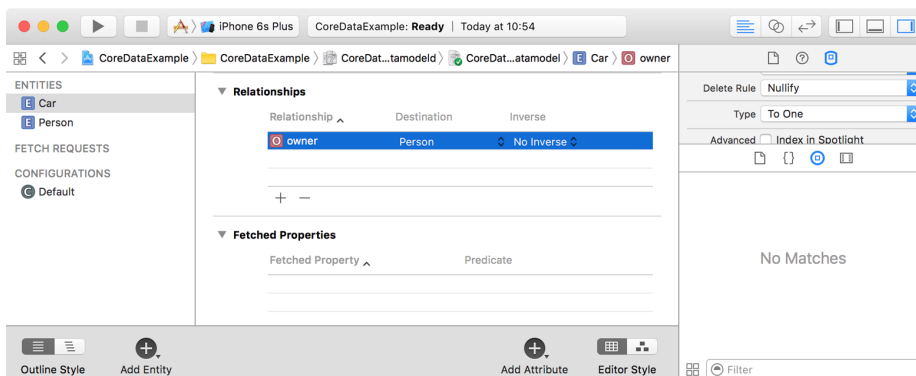 iPhone 6s Plus
CoreDataExample: Ready | Today at 10:54
CoreDataExample CoreDataExample CoreDat...tamodeld CoreDat...atamodel E Car O owner
ENTITIES
E Car
E Person
FETCH REQUESTS
CONFIGURATIONS
C Default
Relationships
Relationship Destination Inverse
O owner Person No Inverse
+ −
Fetched Properties
Fetched Property Predicate
Outline Style
Add Entity
Add Attribute
Editor Style
Delete Rule Nullify
Type To One
Advanced Index in Spotlight
{}
No Matches
Filter